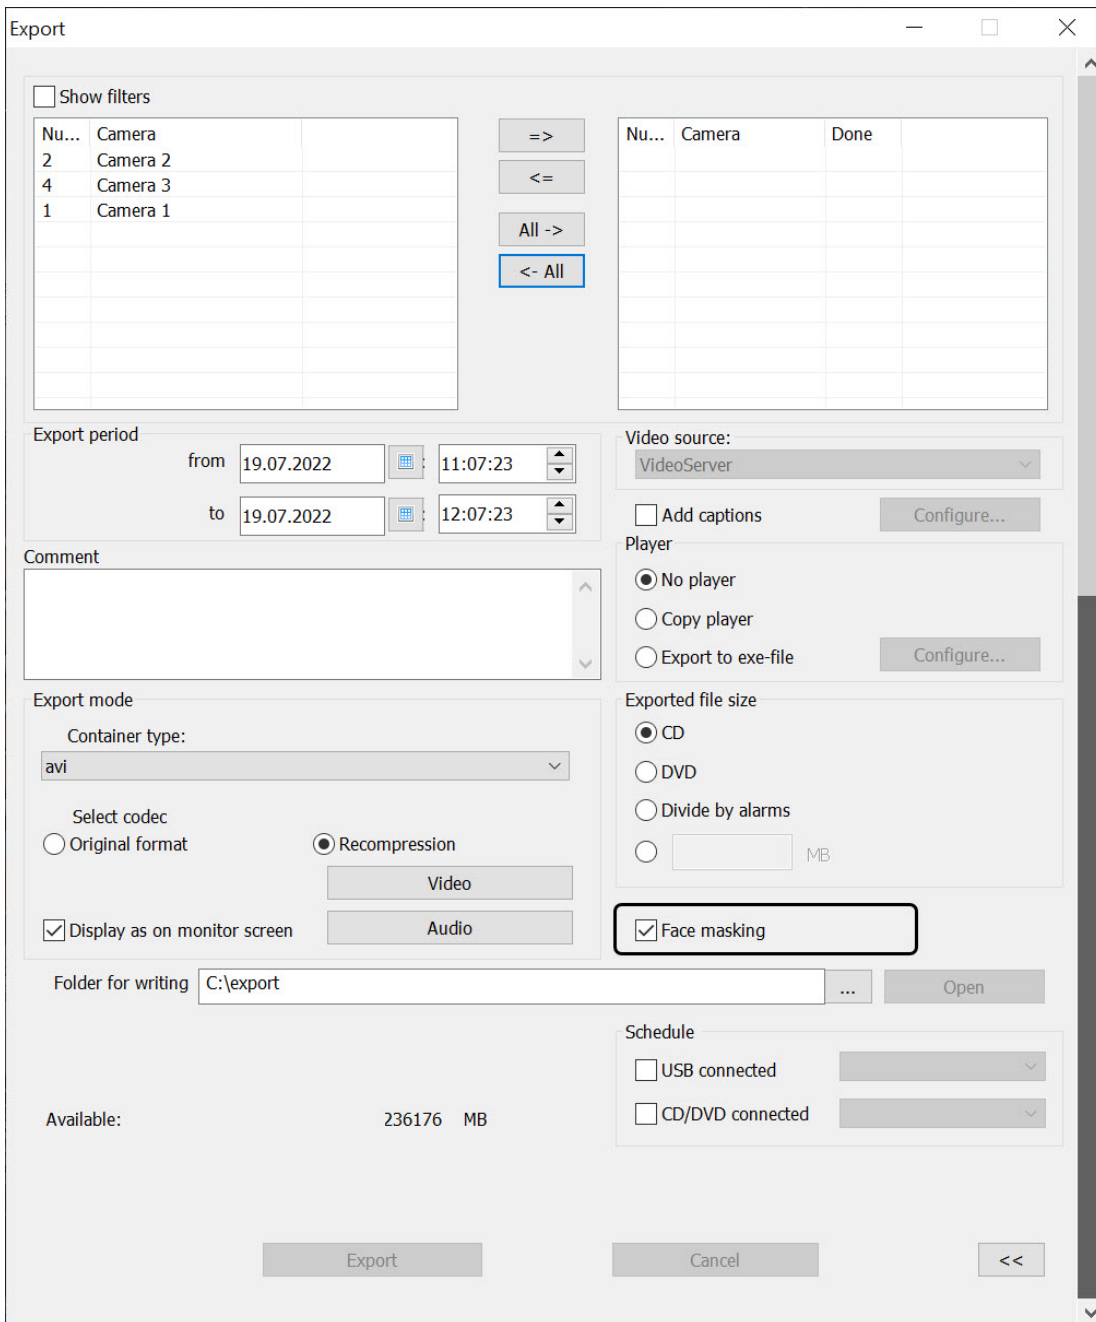 Export
Show filters
Nu... Camera
2 Camera 2
4 Camera 3
1 Camera 1
=>
<=
All ->
<- All
Nu... Camera Done
Export period
from 19.07.2022 : 11:07:23
to 19.07.2022 : 12:07:23
Video source:
VideoServer
Add captions Configure...
Comment
Player
No player
Copy player
Export to exe-file Configure...
Export mode
Container type:
avi
Select codec
Original format Recompression
Video
Display as on monitor screen Audio
Exported file size
CD
DVD
Divide by alarms
MB
Face masking
Folder for writing C:\export ... Open
Schedule
USB connected
CD/DVD connected
Available: 236176 MB
Export Cancel <<